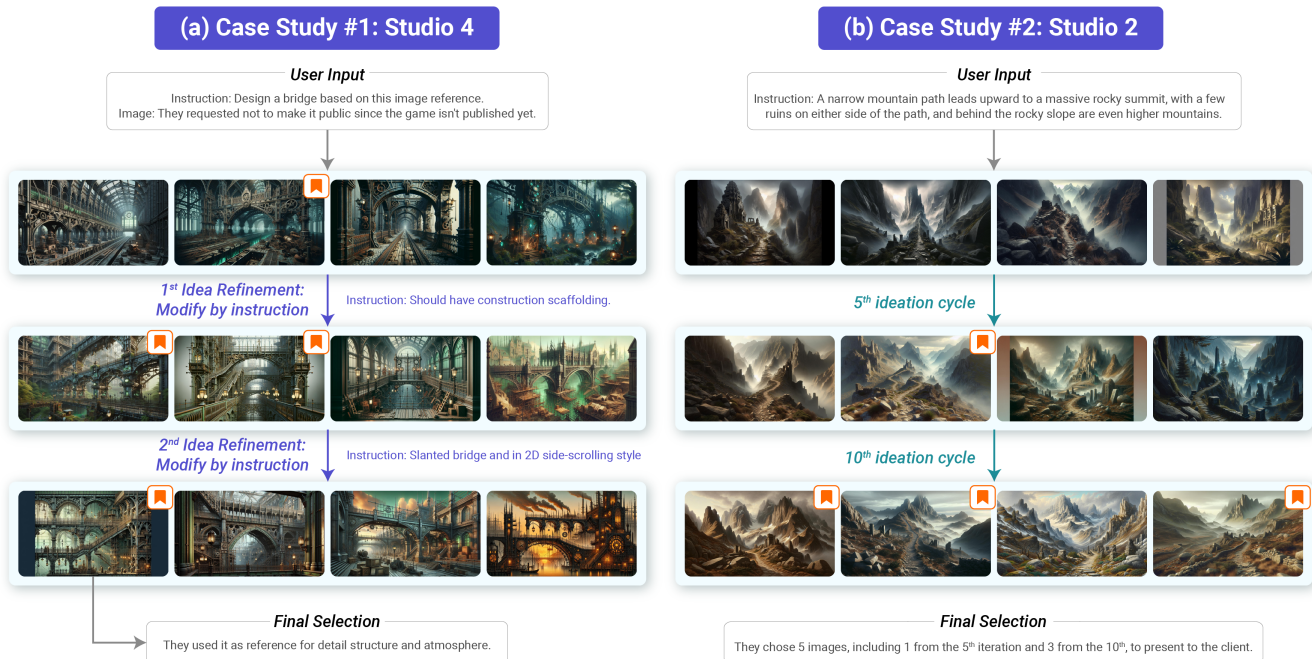 (a) Case Study #1: Studio 4
User Input
Instruction: Design a bridge based on this image reference.
Image: They requested not to make it public since the game isn't published yet.
1st Idea Refinement:
Modify by instruction
Instruction: Should have construction scaffolding.
2nd Idea Refinement:
Modify by instruction
Instruction: Slanted bridge and in 2D side-scrolling style
Final Selection
They used it as reference for detail structure and atmosphere.
(b) Case Study #2: Studio 2
User Input
Instruction: A narrow mountain path leads upward to a massive rocky summit, with a few
ruins on either side of the path, and behind the rocky slope are even higher mountains.
5th ideation cycle
10th ideation cycle
Final Selection
They chose 5 images, including 1 from the 5th iteration and 3 from the 10th, to present to the client.